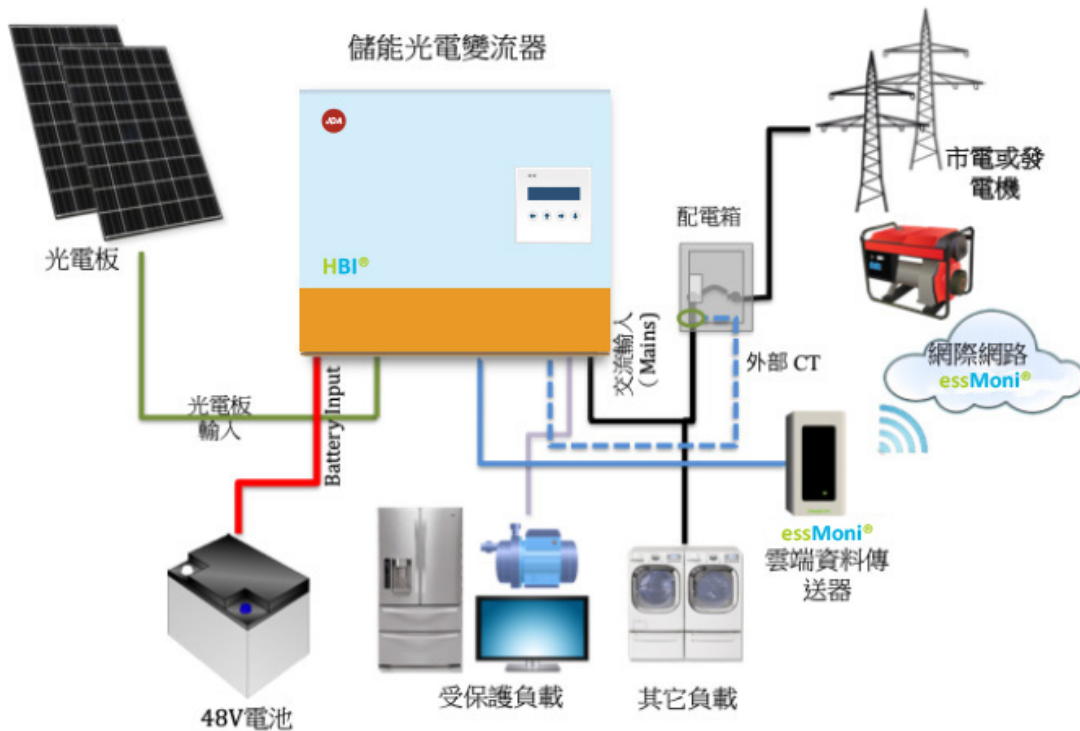 儲能光電變流器
JDA
HBI®
光電板
市電或發
電機
配電箱
交流輸入
(Mains)
外部 CT
網際網路
essMoni®
光電板
輸入
Battery Input
essMoni®
雲端資料傳
送器
48V電池
受保護負載
其它負載